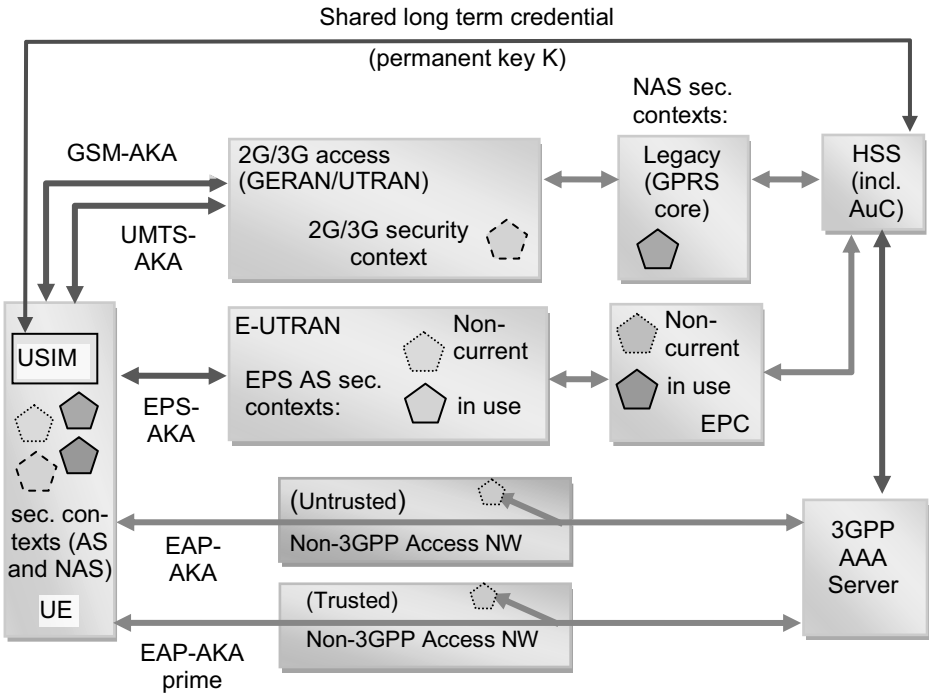 Shared long term credential
(permanent key K)
NAS sec.
contexts:
GSM-AKA
UMTS-
AKA
2G/3G access
(GERAN/UTRAN)
2G/3G security
context
Legacy
(GPRS
core)
HSS
(incl.
AuC)
USIM
EPS-
AKA
E-UTRAN
Non-
current
EPS AS sec.
contexts:
in use
Non-
current
in use
EPC
sec. con-
texts (AS
and NAS)
UE
EAP-
AKA
(Untrusted)
Non-3GPP Access NW
3GPP
AAA
Server
(Trusted)
Non-3GPP Access NW
EAP-AKA
prime